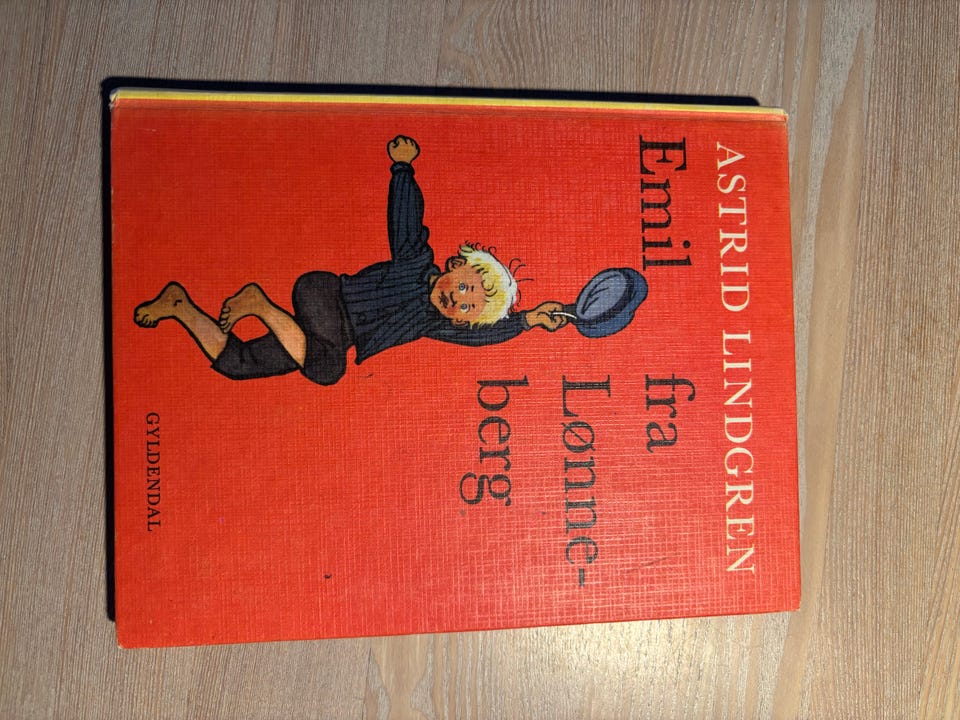 ASTRID LINDGREN
Emil
fra
Lønne-
berg
GYLDENDAL